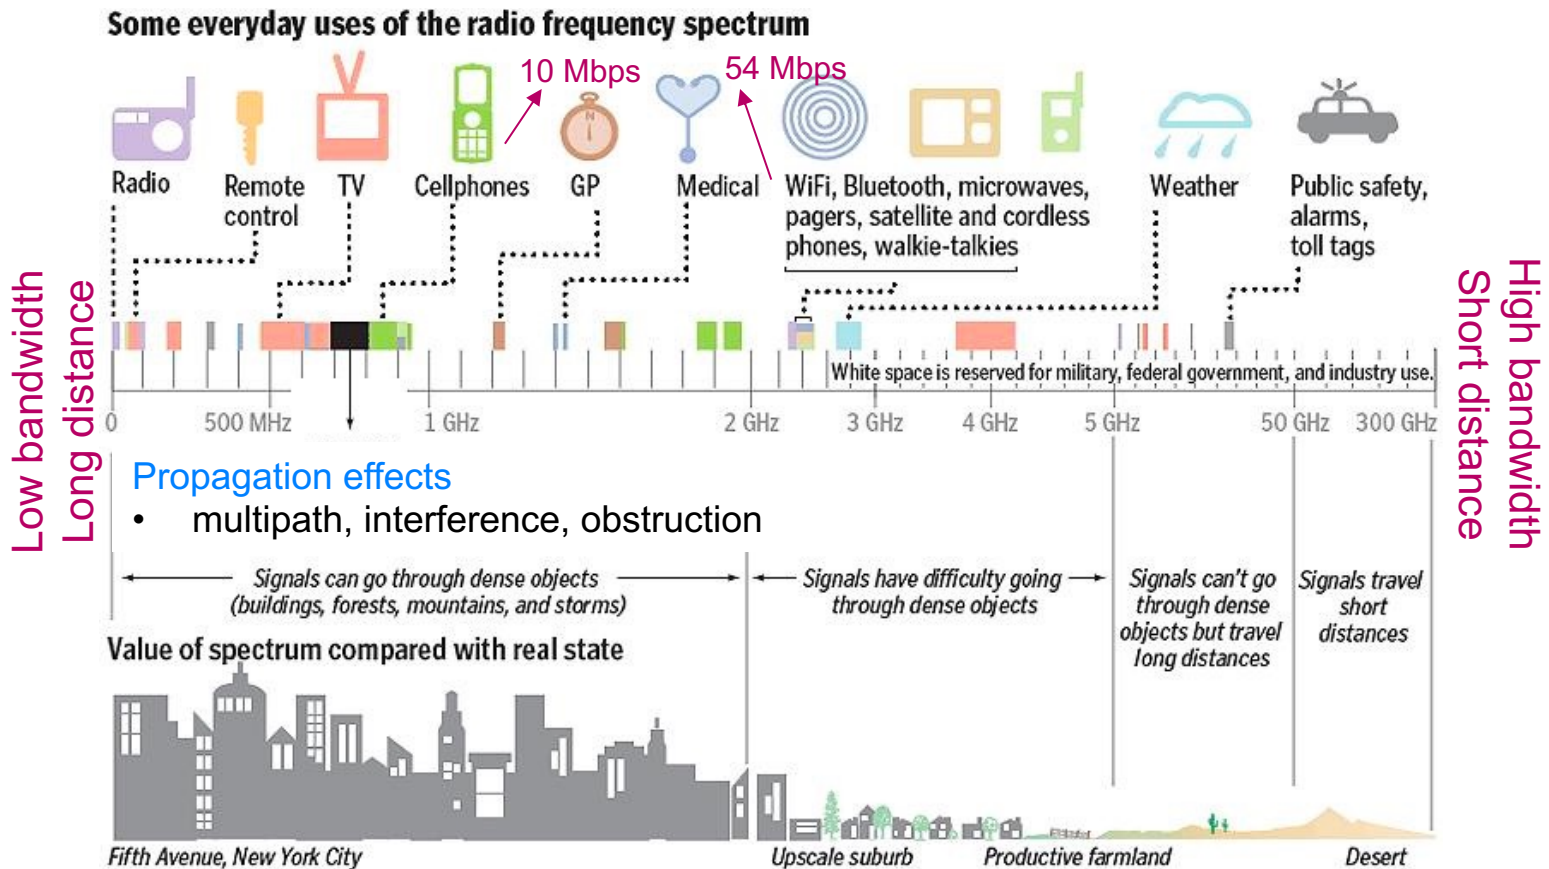 Some everyday uses of the radio frequency spectrum
10 Mbps
54 Mbps
N
Radio
Remote
control
TV
Cellphones
GP
Medical
WiFi, Bluetooth, microwaves,
pagers, satellite and cordless
phones, walkie-talkies
Weather
Public safety,
alarms,
toll tags
Low bandwidth
Long distance
High bandwidth
Short distance
White space is reserved for military, federal government, and industry use.
0
500 MHz
1 GHz
2 GHz
3 GHz
4 GHz
5 GHz
50 GHz
300 GHz
Propagation effects
• multipath, interference, obstruction
Signals can go through dense objects
(buildings, forests, mountains, and storms)
Signals have difficulty going
through dense objects
Signals can't go
through dense
objects but travel
long distances
Signals travel
short
distances
Value of spectrum compared with real state
Fifth Avenue, New York City
Upscale suburb
Productive farmland
Desert